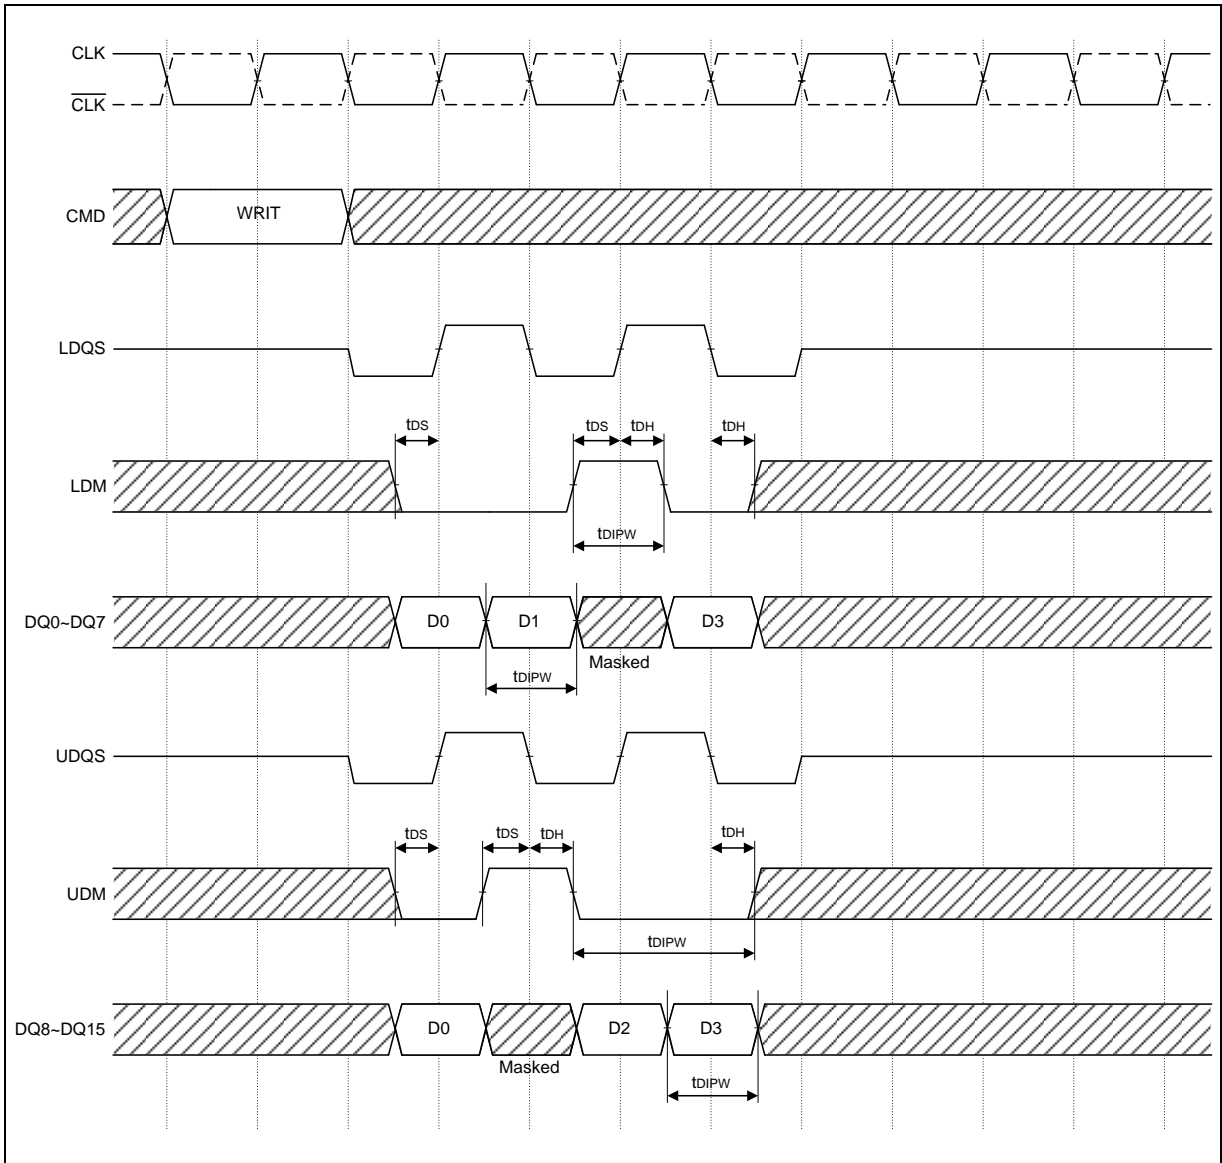 CLK
CLK
CMD
WRIT
LDQS
tDS
tDS
tDH
tDH
LDM
tDIPW
DQ0~DQ7
D0
D1
D3
Masked
tDIPW
UDQS
tDS
tDS
tDH
tDH
UDM
tDIPW
DQ8~DQ15
D0
D2
D3
Masked
tDIPW